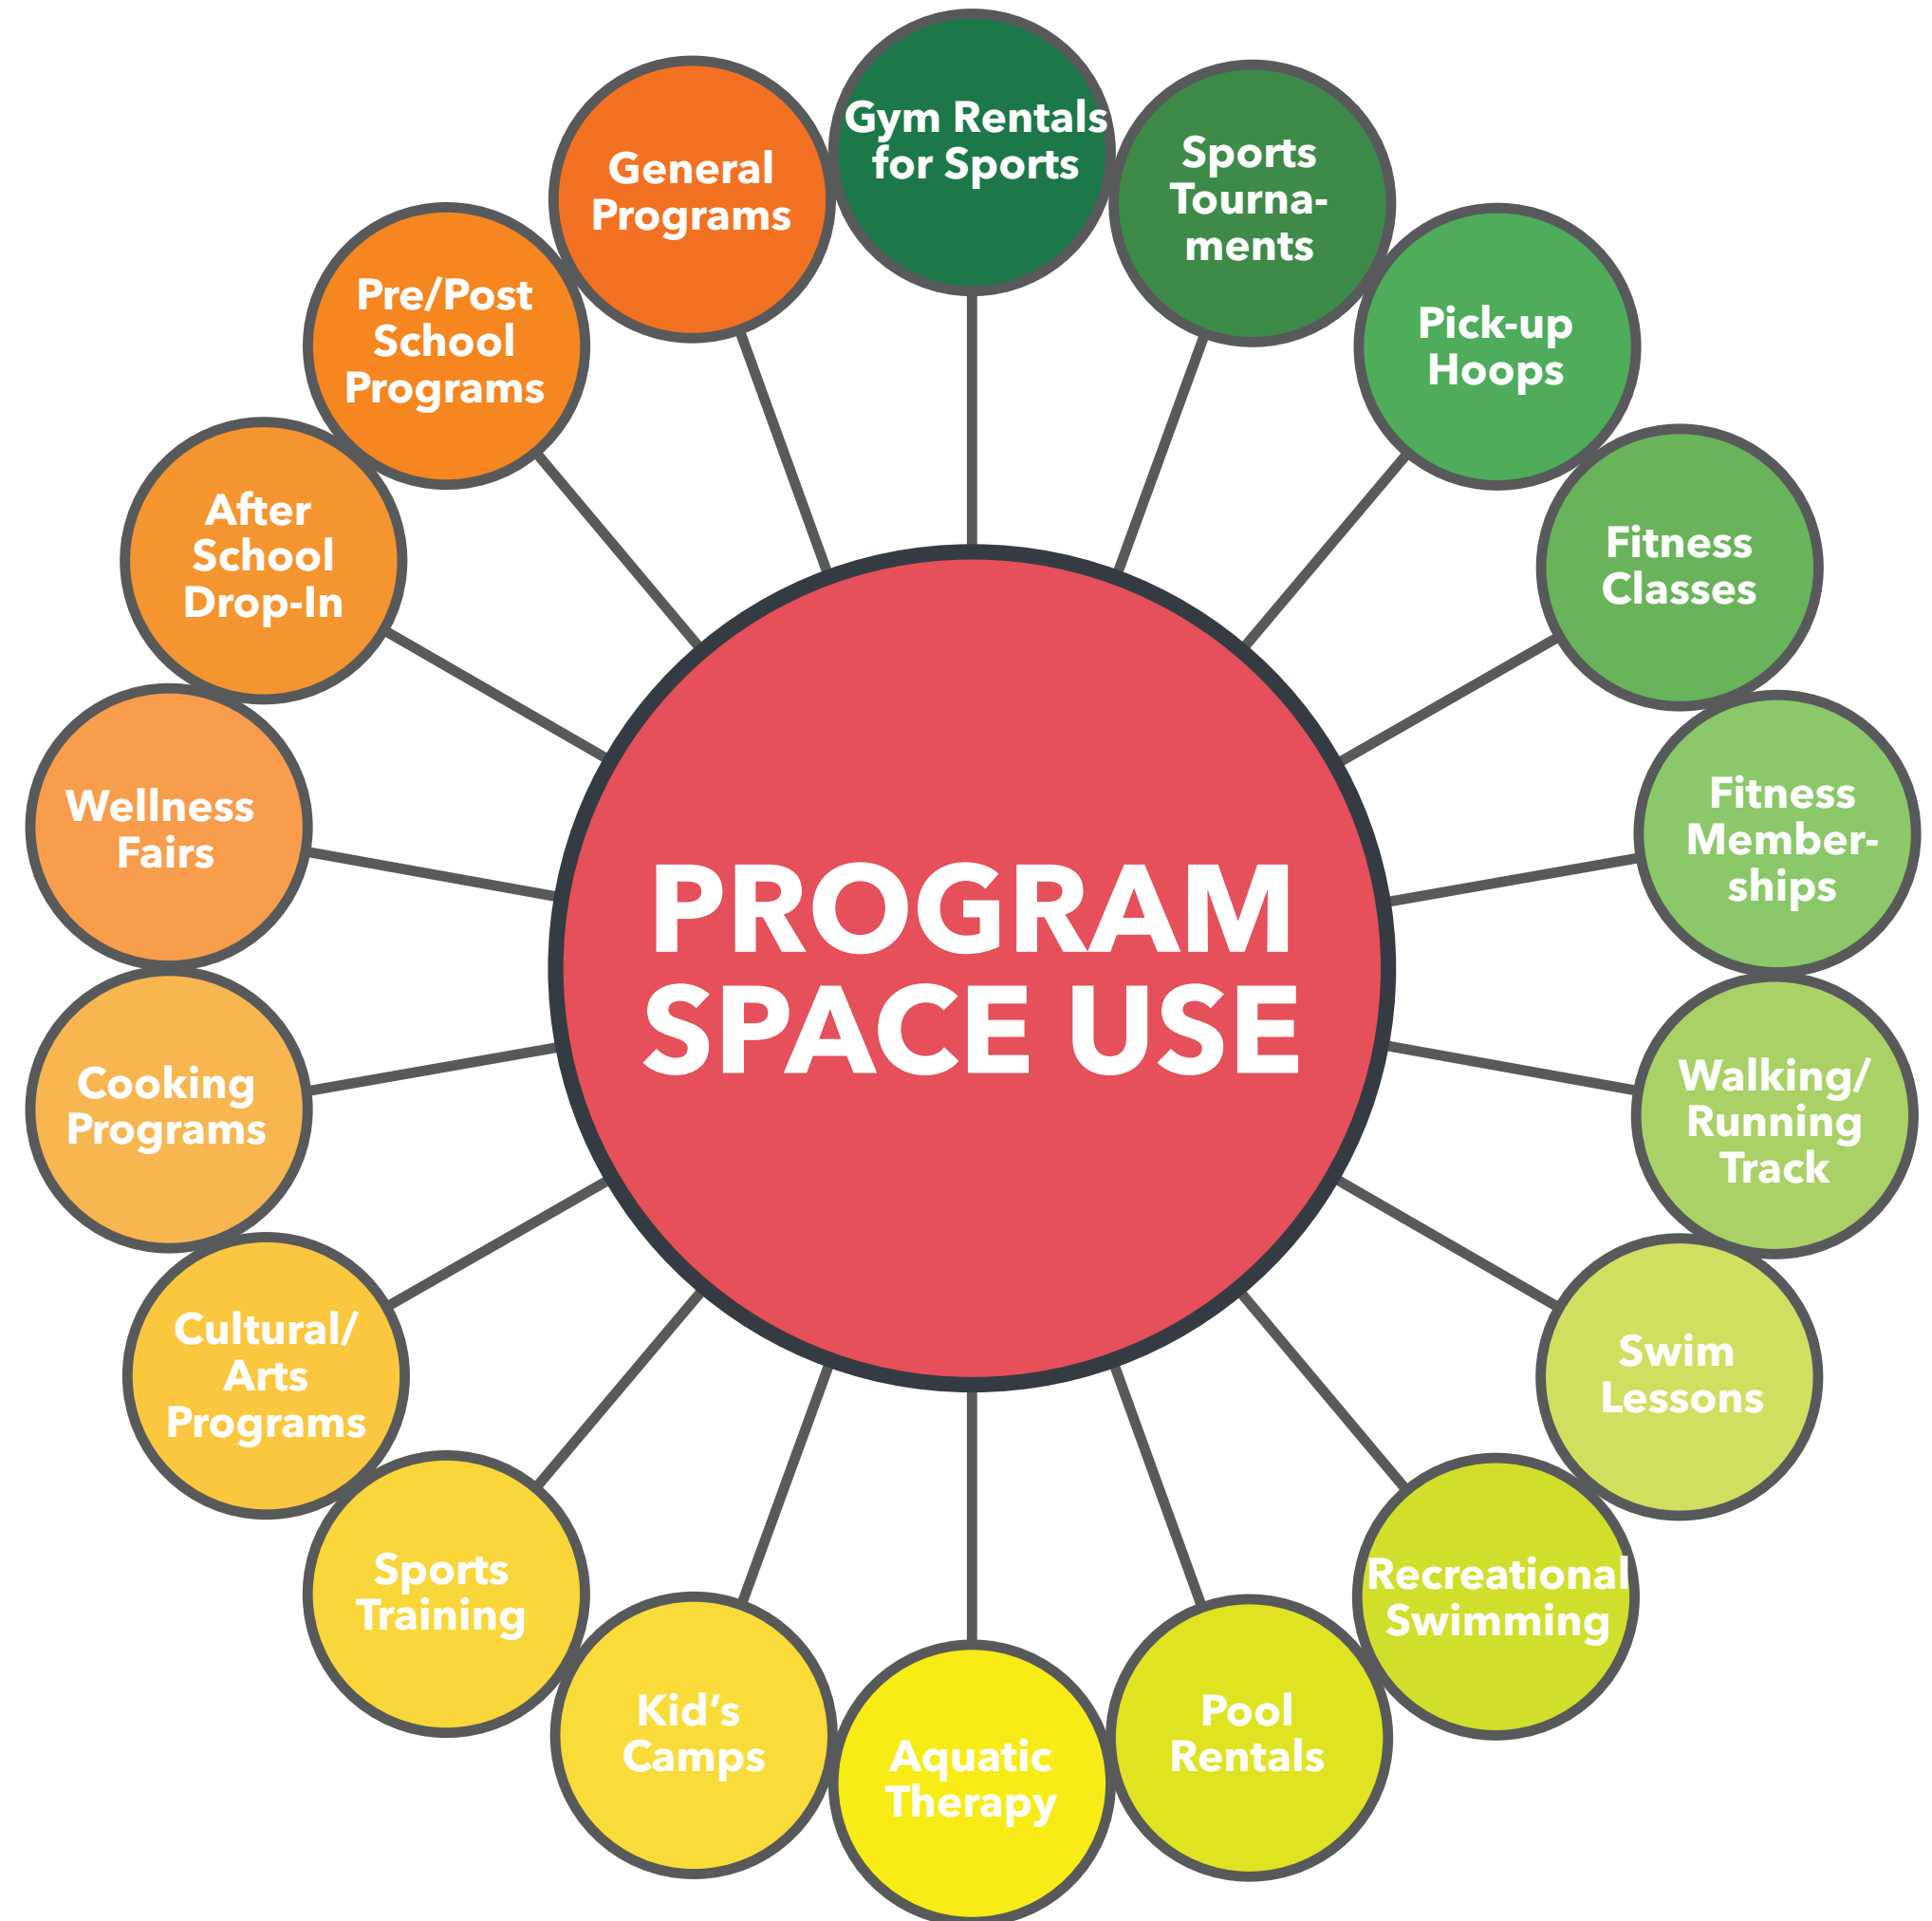 PROGRAM
SPACE USE
Gym Rentals
for Sports
Sports
Tourna-
ments
Pick-up
Hoops
Fitness
Classes
Fitness
Member-
ships
Walking/
Running
Track
Swim
Lessons
Recreational
Swimming
Pool
Rentals
Aquatic
Therapy
Kid’s
Camps
Sports
Training
Cultural/
Arts
Programs
Cooking
Programs
Wellness
Fairs
After
School
Drop-In
Pre/Post
School
Programs
General
Programs